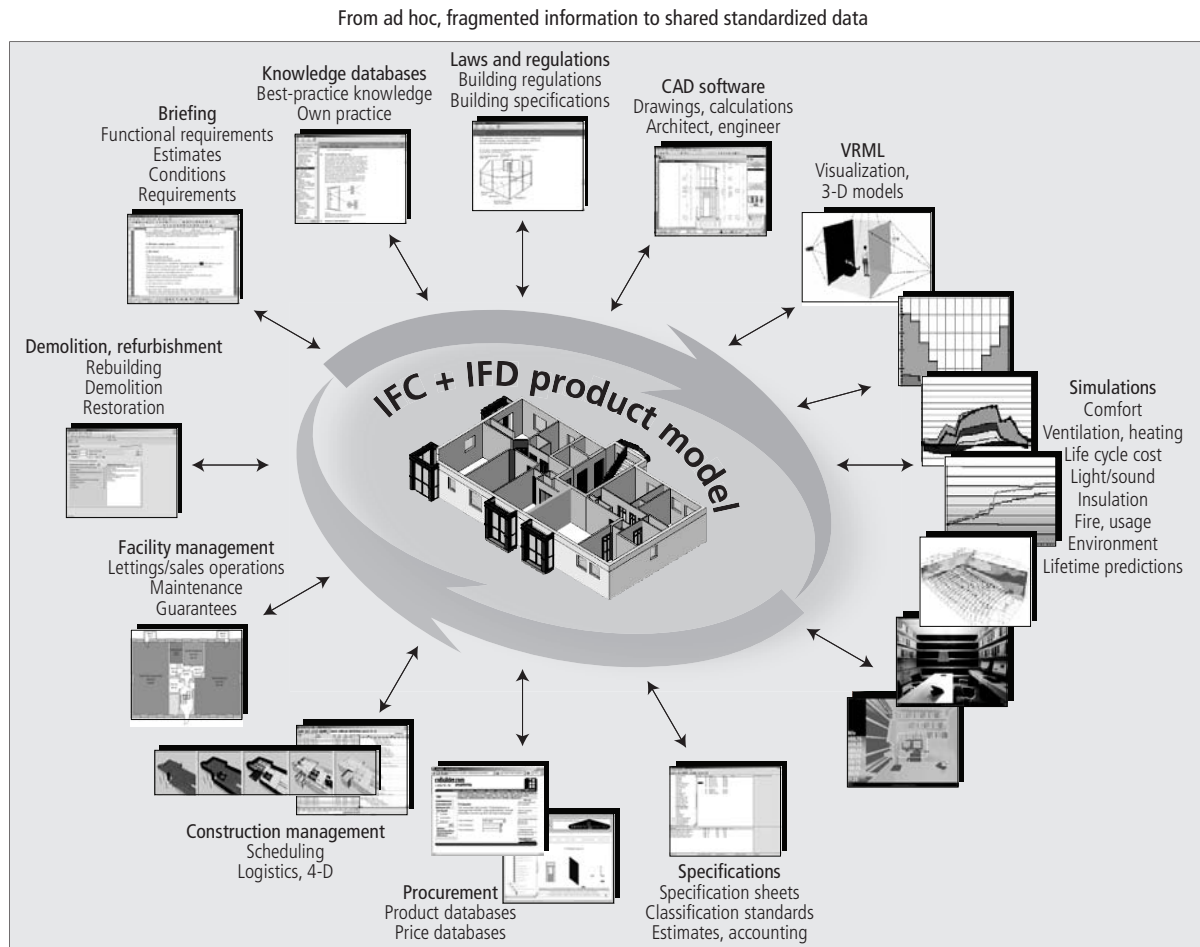 From ad hoc, fragmented information to shared standardized data
Knowledge databases
Best-practice knowledge
Own practice
Laws and regulations
Building regulations
Building specifications
CAD software
Drawings, calculations
Architect, engineer
Briefing
Functional requirements
Estimates
Conditions
Requirements
VRML
Visualization,
3-D models
Demolition, refurbishment
Rebuilding
Demolition
Restoration
IFC + IFD product model
Simulations
Comfort
Ventilation, heating
Life cycle cost
Light/sound
Insulation
Fire, usage
Environment
Lifetime predictions
Facility management
Lettings/sales operations
Maintenance
Guarantees
Construction management
Scheduling
Logistics, 4-D
Procurement
Product databases
Price databases
Specifications
Specification sheets
Classification standards
Estimates, accounting